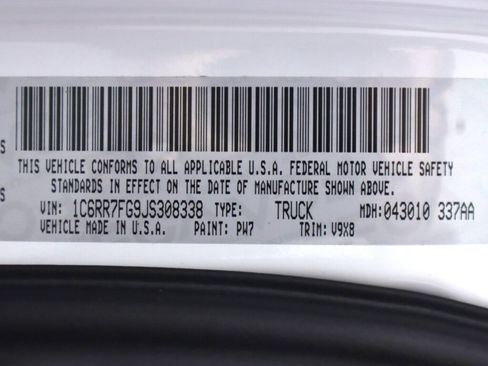 S
THIS VEHICLE CONFORMS TO ALL APPLICABLE U.S.A. FEDERAL MOTOR VEHICLE SAFETY
STANDARDS IN EFFECT ON THE DATE OF MANUFACTURE SHOWN ABOVE.
S
VIN: 1C6RR7FG9JS308338 TYPE: TRUCK MDH:043010 337AA
VEHICLE MADE IN U.S.A. PAINT: PW7 TRIM: V9X8